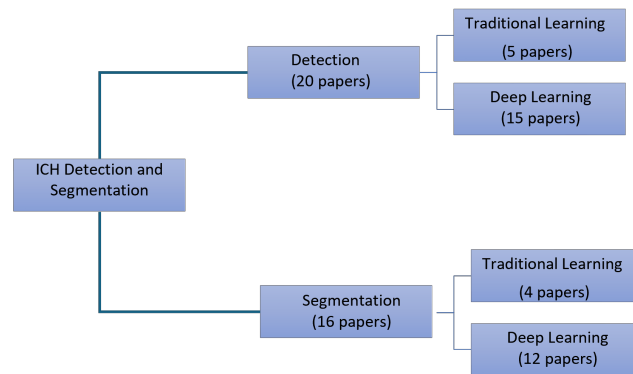 Traditional Learning
(5 papers)
Detection
(20 papers)
Deep Learning
(15 papers)
ICH Detection and
Segmentation
Traditional Learning
(4 papers)
Segmentation
(16 papers)
Deep Learning
(12 papers)